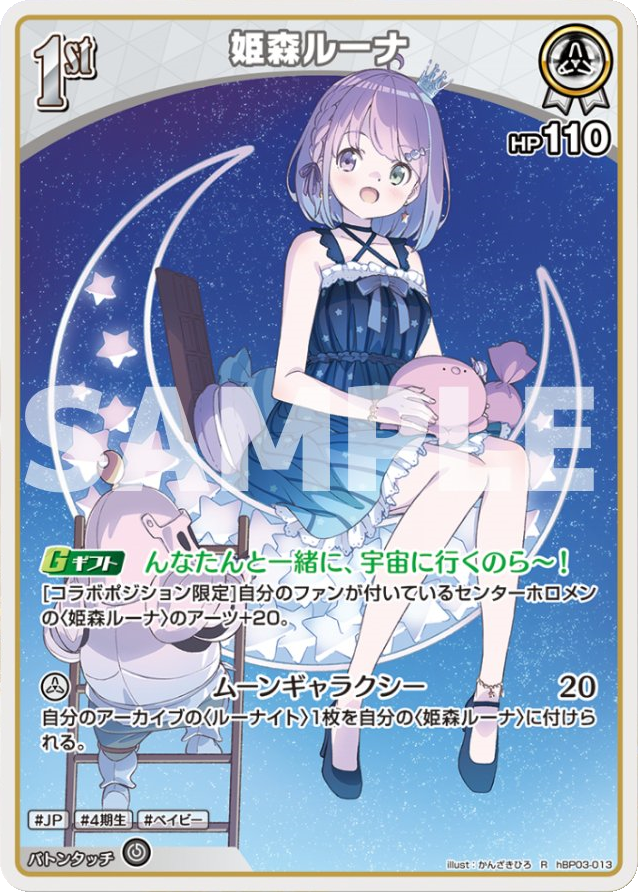 1st
姫森ルーナ
HP110
SAMPLE
Gギフト んなたんと一緒に、宇宙に行くのら~!
[コラボポジション限定]自分のファンが付いているセンターホロメン
の〈姫森ルーナ〉のアーツ+20。
ムーンギャラクシー 20
自分のアーカイブの〈ルーナイト〉1枚を自分の〈姫森ルーナ〉に付けら
れる。
#JP #4期生 #ベイビー
バトンタッチ
illust:かんざきひろ R hBP03-013